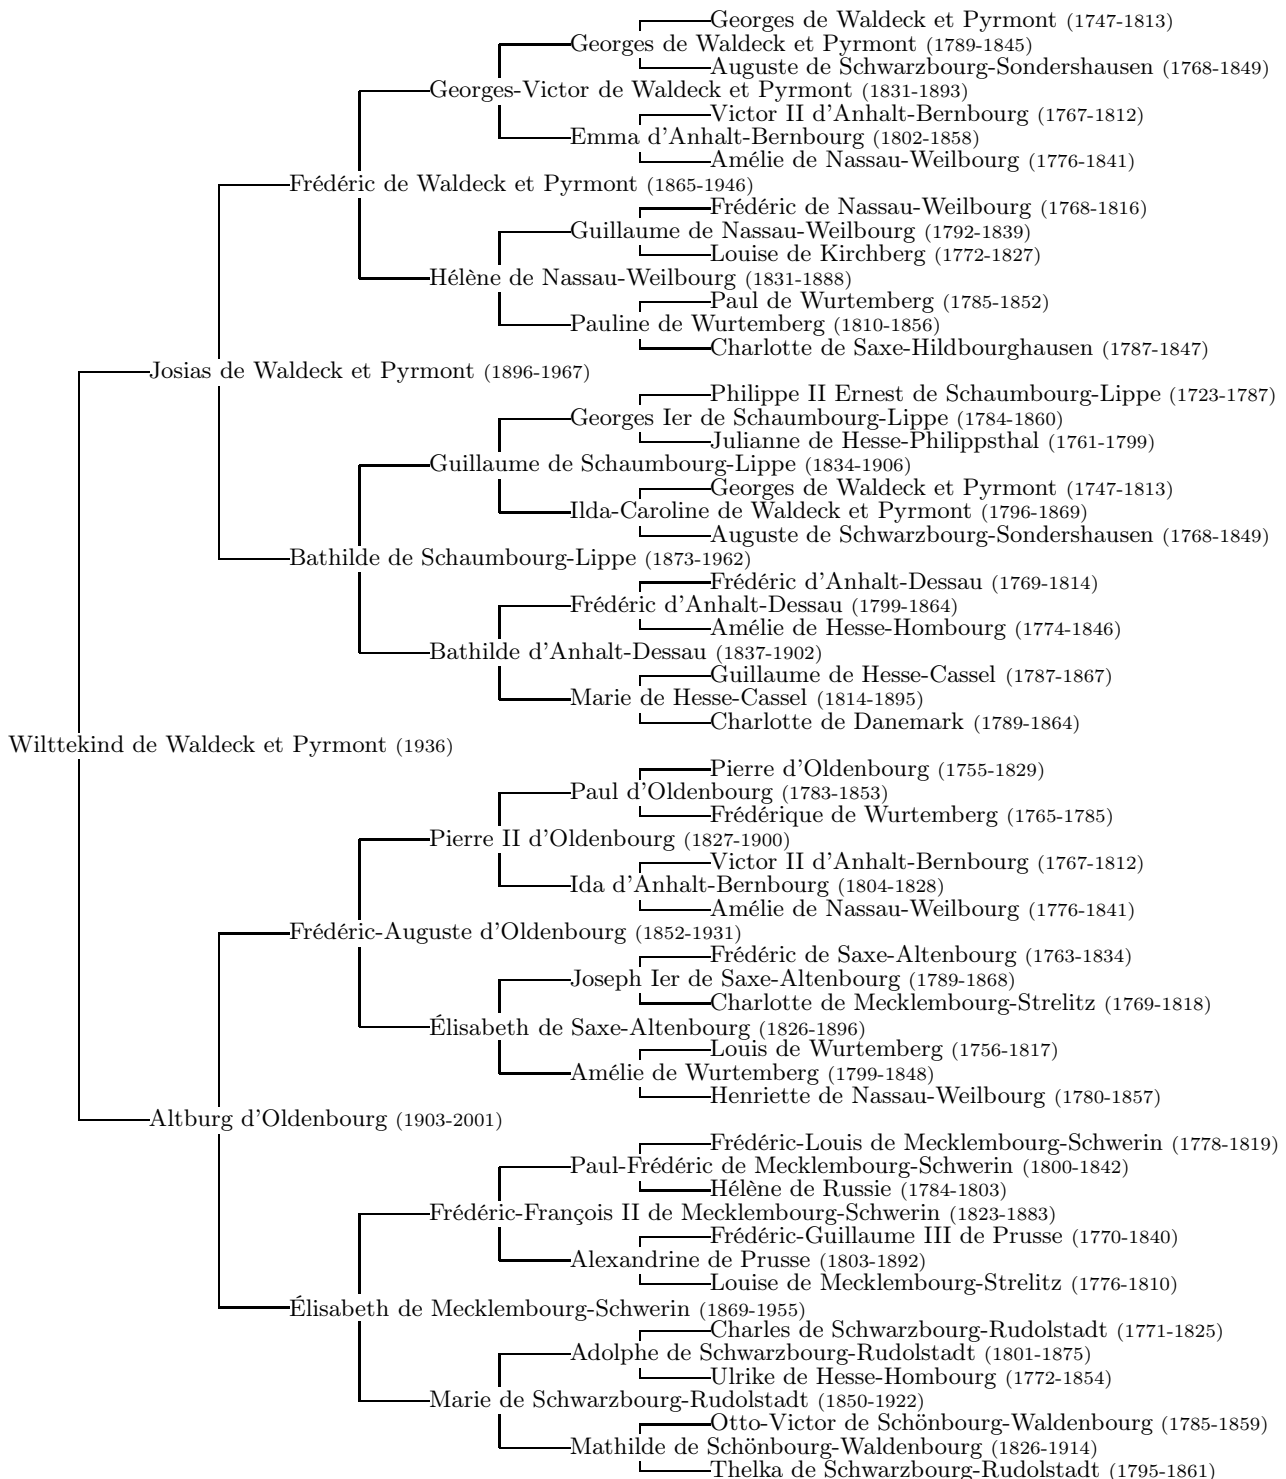 Georges de Waldeck et Pyrmont (1747-1813)
Georges de Waldeck et Pyrmont (1789-1845)
Auguste de Schwarzbourg-Sondershausen (1768-1849)
Georges-Victor de Waldeck et Pyrmont (1831-1893)
Victor II d'Anhalt-Bernbourg (1767-1812)
Emma d'Anhalt-Bernbourg (1802-1858)
Amélie de Nassau-Weilbourg (1776-1841)
Frédéric de Waldeck et Pyrmont (1865-1946)
Frédéric de Nassau-Weilbourg (1768-1816)
Guillaume de Nassau-Weilbourg (1792-1839)
Louise de Kirchberg (1772-1827)
Hélène de Nassau-Weilbourg (1831-1888)
Paul de Wurtemberg (1785-1852)
Pauline de Wurtemberg (1810-1856)
Charlotte de Saxe-Hildbourghausen (1787-1847)
Josias de Waldeck et Pyrmont (1896-1967)
Philippe II Ernest de Schaumbourg-Lippe (1723-1787)
Georges Ier de Schaumbourg-Lippe (1784-1860)
Julianne de Hesse-Philippsthal (1761-1799)
Guillaume de Schaumbourg-Lippe (1834-1906)
Georges de Waldeck et Pyrmont (1747-1813)
Ilda-Caroline de Waldeck et Pyrmont (1796-1869)
Auguste de Schwarzbourg-Sondershausen (1768-1849)
Bathilde de Schaumbourg-Lippe (1873-1962)
Frédéric d'Anhalt-Dessau (1769-1814)
Frédéric d'Anhalt-Dessau (1799-1864)
Amélie de Hesse-Hombourg (1774-1846)
Bathilde d'Anhalt-Dessau (1837-1902)
Guillaume de Hesse-Cassel (1787-1867)
Marie de Hesse-Cassel (1814-1895)
Charlotte de Danemark (1789-1864)
Wilttekind de Waldeck et Pyrmont (1936)
Pierre d'Oldenbourg (1755-1829)
Paul d'Oldenbourg (1783-1853)
Frédérique de Wurtemberg (1765-1785)
Pierre II d'Oldenbourg (1827-1900)
Victor II d'Anhalt-Bernbourg (1767-1812)
Ida d'Anhalt-Bernbourg (1804-1828)
Amélie de Nassau-Weilbourg (1776-1841)
Frédéric-Auguste d'Oldenbourg (1852-1931)
Frédéric de Saxe-Altenbourg (1763-1834)
Joseph Ier de Saxe-Altenbourg (1789-1868)
Charlotte de Mecklembourg-Strelitz (1769-1818)
Élisabeth de Saxe-Altenbourg (1826-1896)
Louis de Wurtemberg (1756-1817)
Amélie de Wurtemberg (1799-1848)
Henriette de Nassau-Weilbourg (1780-1857)
Altburg d'Oldenbourg (1903-2001)
Frédéric-Louis de Mecklembourg-Schwerin (1778-1819)
Paul-Frédéric de Mecklembourg-Schwerin (1800-1842)
Hélène de Russie (1784-1803)
Frédéric-François II de Mecklembourg-Schwerin (1823-1883)
Frédéric-Guillaume III de Prusse (1770-1840)
Alexandrine de Prusse (1803-1892)
Louise de Mecklembourg-Strelitz (1776-1810)
Élisabeth de Mecklembourg-Schwerin (1869-1955)
Charles de Schwarzbourg-Rudolstadt (1771-1825)
Adolphe de Schwarzbourg-Rudolstadt (1801-1875)
Ulrike de Hesse-Hombourg (1772-1854)
Marie de Schwarzbourg-Rudolstadt (1850-1922)
Otto-Victor de Schönbourg-Waldenbourg (1785-1859)
Mathilde de Schönbourg-Waldenbourg (1826-1914)
Thelka de Schwarzbourg-Rudolstadt (1795-1861)